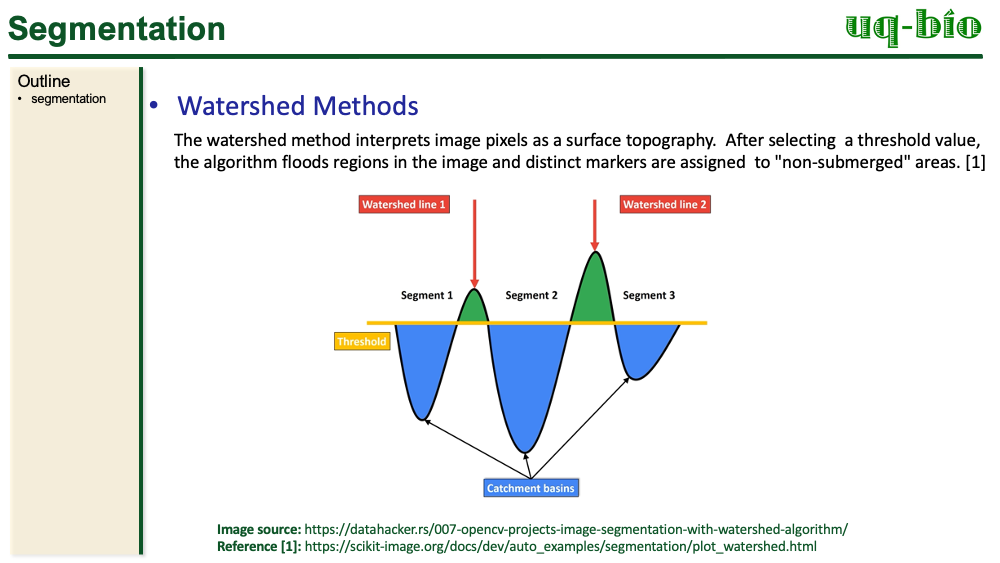 Segmentation
uq-bio
Outline
• segmentation
• Watershed Methods
The watershed method interprets image pixels as a surface topography. After selecting a threshold value,
the algorithm floods regions in the image and distinct markers are assigned to "non-submerged" areas. [1]
Watershed line 1
Watershed line 2
Segment 1
Segment 2
Segment 3
Threshold
Catchment basins
Image source: https://datahacker.rs/007-opencv-projects-image-segmentation-with-watershed-algorithm/
Reference [1]: https://scikit-image.org/docs/dev/auto_examples/segmentation/plot_watershed.html